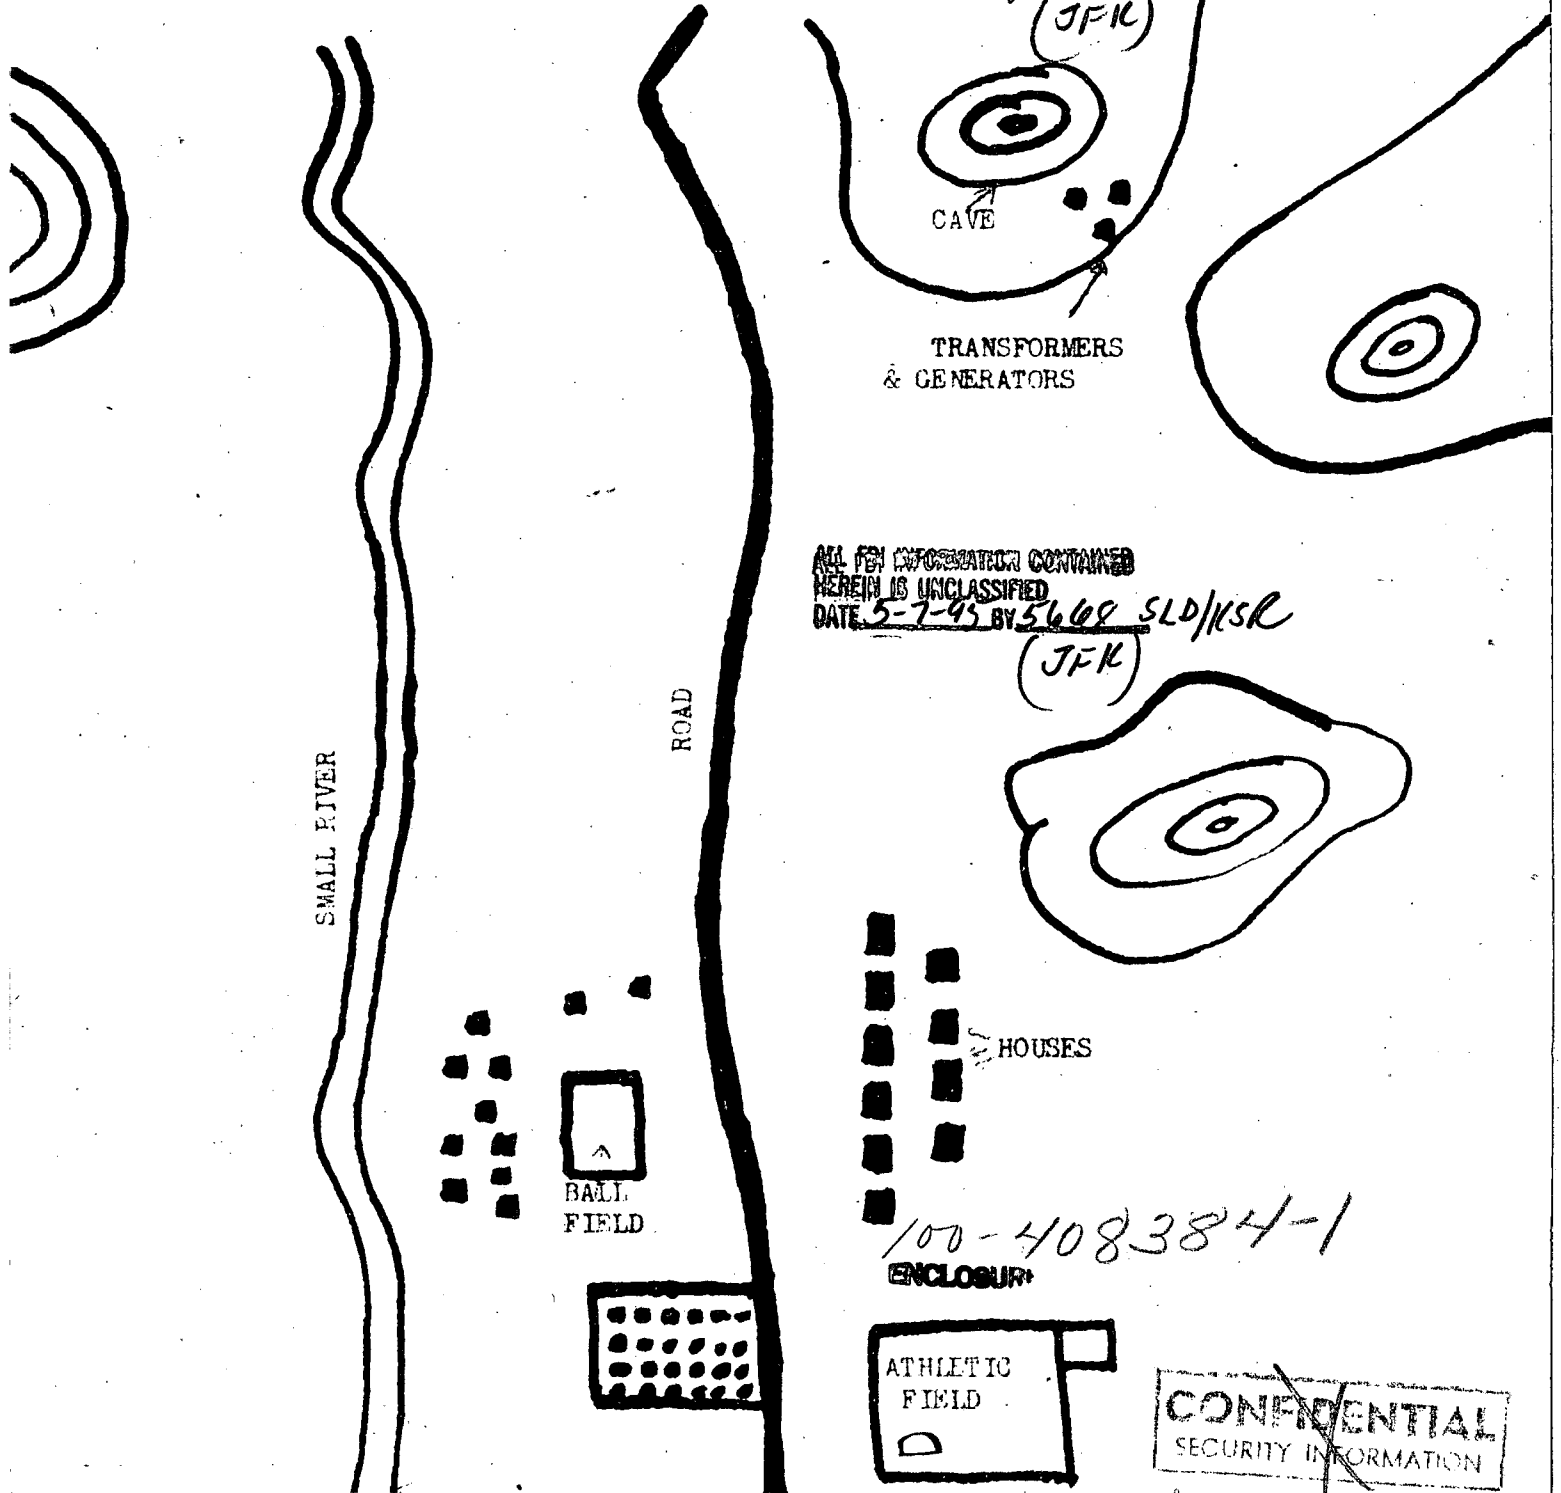 (JFK)
CAVE
TRANSFORMERS
& GENERATORS
ALL FBI INFORMATION CONTAINED
HEREIN IS UNCLASSIFIED
DATE 5-7-95 BY 5668 SLD/KSR
(JFK)
ROAD
SMALL RIVER
HOUSES
BALL
FIELD
100-408384-1
ENCLOSURE
ATHLETIC
FIELD
CONFIDENTIAL
SECURITY INFORMATION